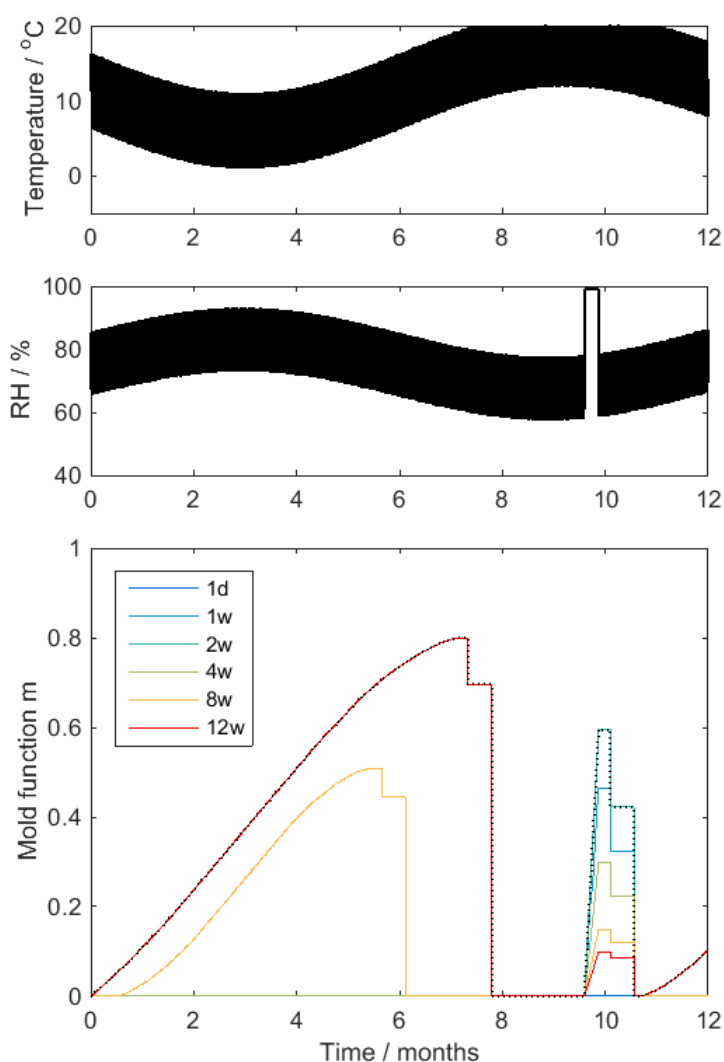 Temperature / °C
20
10
0
0 2 4 6 8 10 12
RH / %
100
80
60
40
0 2 4 6 8 10 12
Mold function m
1
0.8
0.6
0.4
0.2
0
1d
1w
2w
4w
8w
12w
0 2 4 6 8 10 12
Time / months